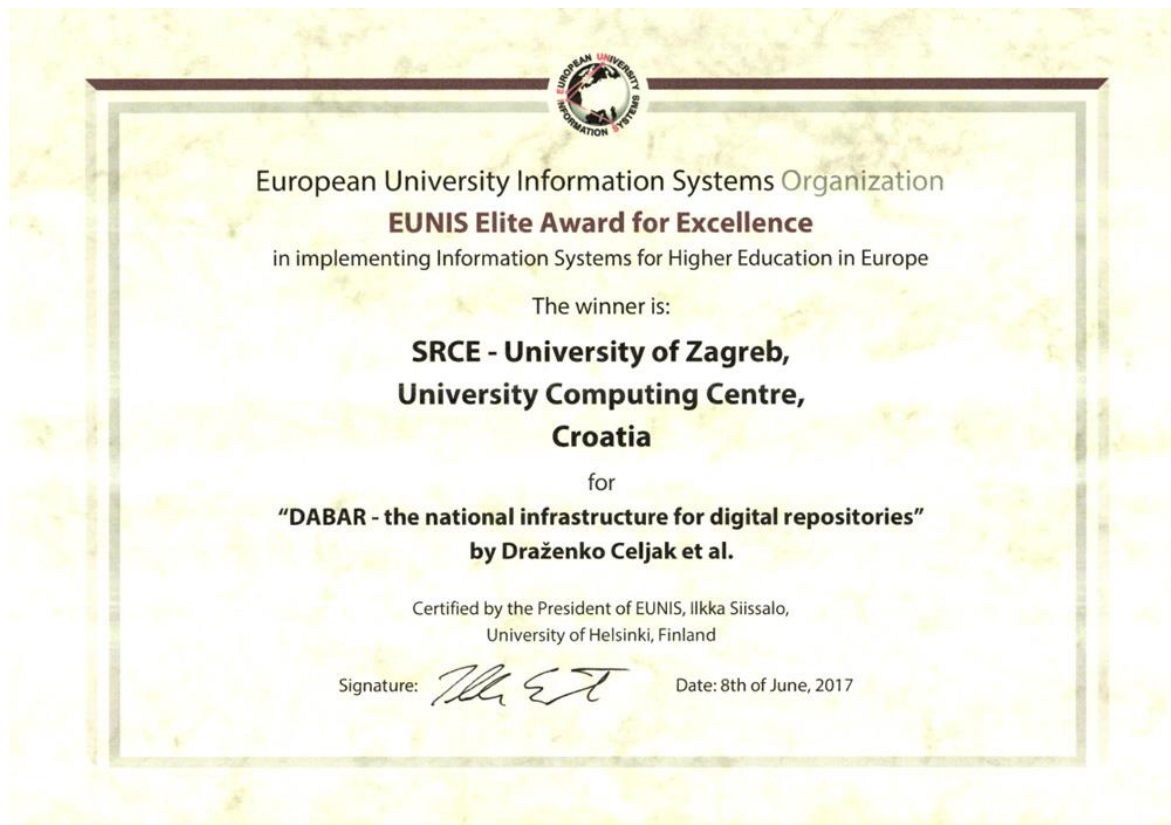 EUROPEAN UNIVERSITY INFORMATION SYSTEMS
European University Information Systems Organization
EUNIS Elite Award for Excellence
in implementing Information Systems for Higher Education in Europe
The winner is:
SRCE - University of Zagreb,
University Computing Centre,
Croatia
for
“DABAR - the national infrastructure for digital repositories”
by Draženko Celjak et al.
Certified by the President of EUNIS, Ilkka Siissalo,
University of Helsinki, Finland
Signature:
Date: 8th of June, 2017